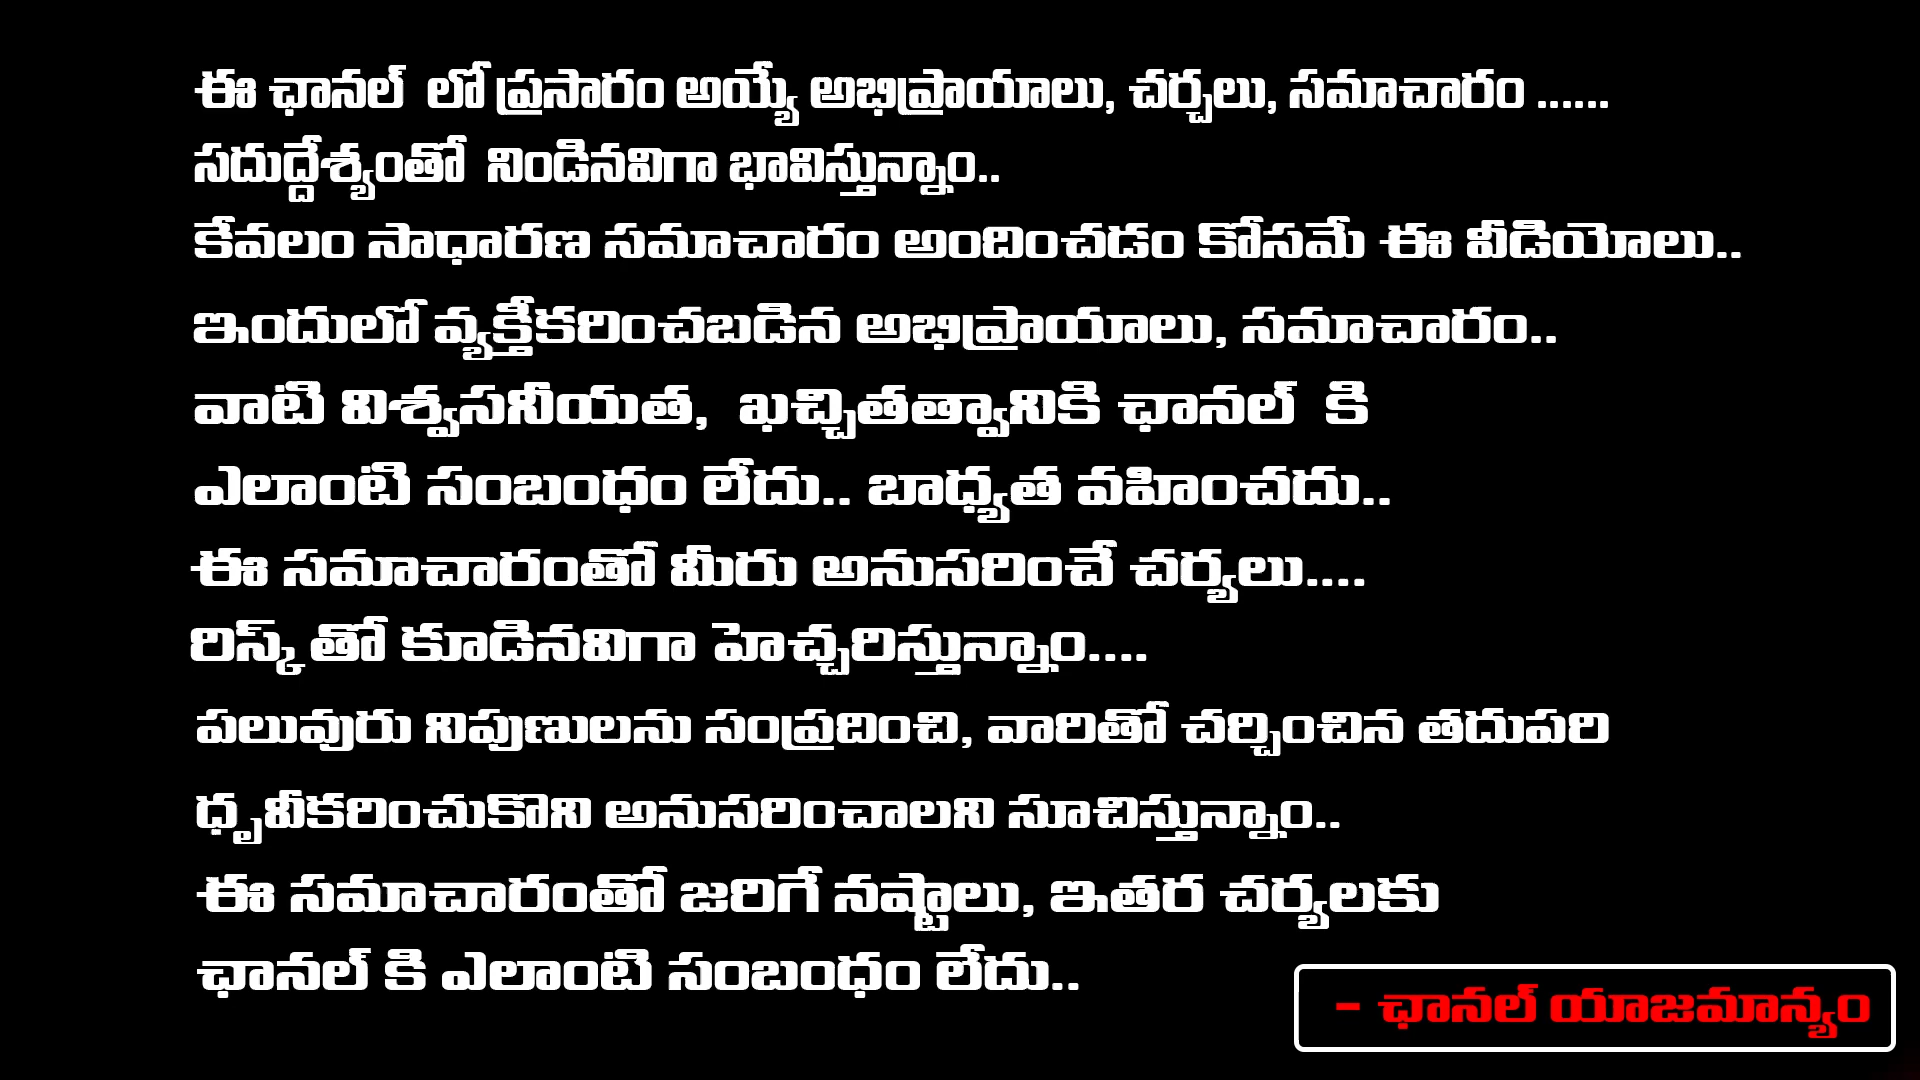 ఈ ఛానల్ లో ప్రసారం అయ్యే అభిప్రాయాలు, చర్చలు, సమాచారం ......
సదుద్దేశ్యంతో నిండినవిగా భావిస్తున్నాం..
కేవలం సాధారణ సమాచారం అందించడం కోసమే ఈ వీడియోలు..
ఇందులో వ్యక్తీకరించబడిన అభిప్రాయాలు, సమాచారం..
వాటి విశ్వసనీయత, ఖచ్చితత్వానికి ఛానల్ కి
ఎలాంటి సంబంధం లేదు.. బాధ్యత వహించదు..
ఈ సమాచారంతో మీరు అనుసరించే చర్యలు....
రిస్క్ తో కూడినవిగా హెచ్చరిస్తున్నాం....
పలువురు నిపుణులను సంప్రదించి, వారితో చర్చించిన తదుపరి
ధృవీకరించుకొని అనుసరించాలని సూచిస్తున్నాం..
ఈ సమాచారంతో జరిగే నష్టాలు, ఇతర చర్యలకు
ఛానల్ కి ఎలాంటి సంబంధం లేదు..
- ఛానల్ యాజమాన్యం